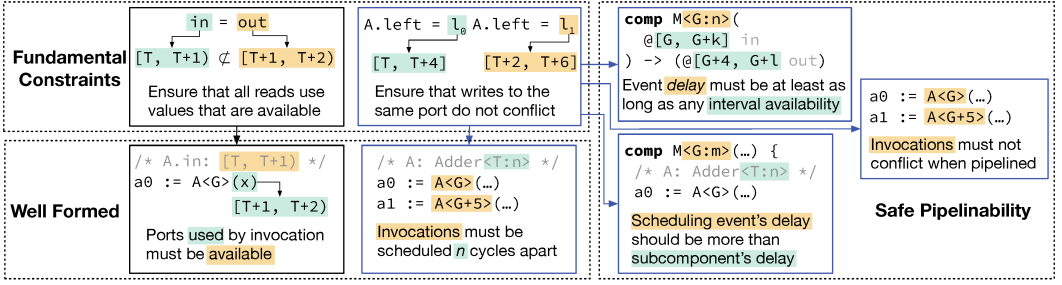 Fundamental
Constraints
in = out
[T, T+1) ⊄ [T+1, T+2)
Ensure that all reads use
values that are available
A.left = l0 A.left = l1
[T, T+4] [T+2, T+6]
Ensure that writes to the
same port do not conflict
comp M<G:n>(
@[G, G+k] in
) -> (@[G+4, G+l out)
Event delay must be at least as
long as any interval availability
a0 := A<G>(…)
a1 := A<G+5>(…)
Invocations must not
conflict when pipelined
Well Formed
/* A.in: [T, T+1) */
a0 := A<G>(x)
[T+1, T+2)
Ports used by invocation
must be available
/* A: Adder<T:n> */
a0 := A<G>(…)
a1 := A<G+5>(…)
Invocations must be
scheduled n cycles apart
comp M<G:m>(…) {
/* A: Adder<T:n> */
a0 := A<G>(…)
Scheduling event's delay
should be more than
subcomponent's delay
Safe Pipelinability